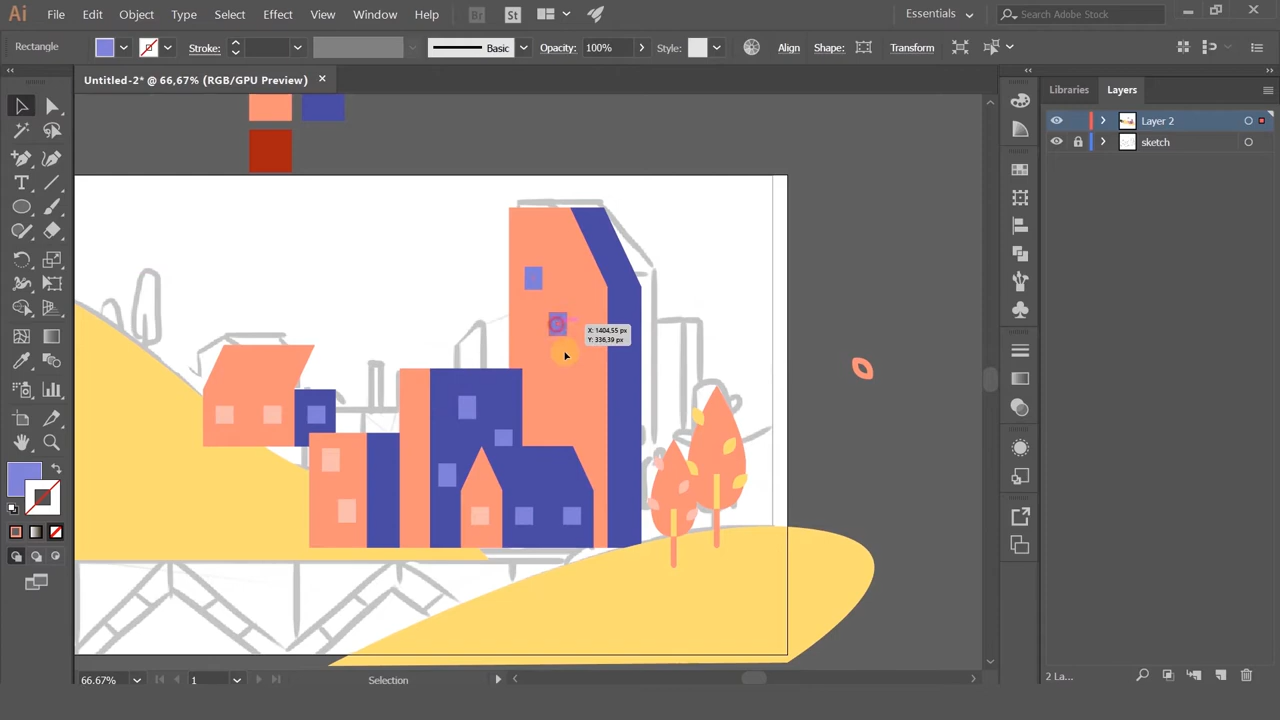 Ai File Edit Object Type Select Effect View Window Help Br St Essentials Search Adobe Stock
Rectangle Stroke: Basic Opacity: 100% Style: Align Shape: Transform
Untitled-2* @ 66,67% (RGB/GPU Preview)
Libraries Layers
Layer 2
sketch
X: 1404,55 px
Y: 336,39 px
66,67% 1 Selection
2 La...